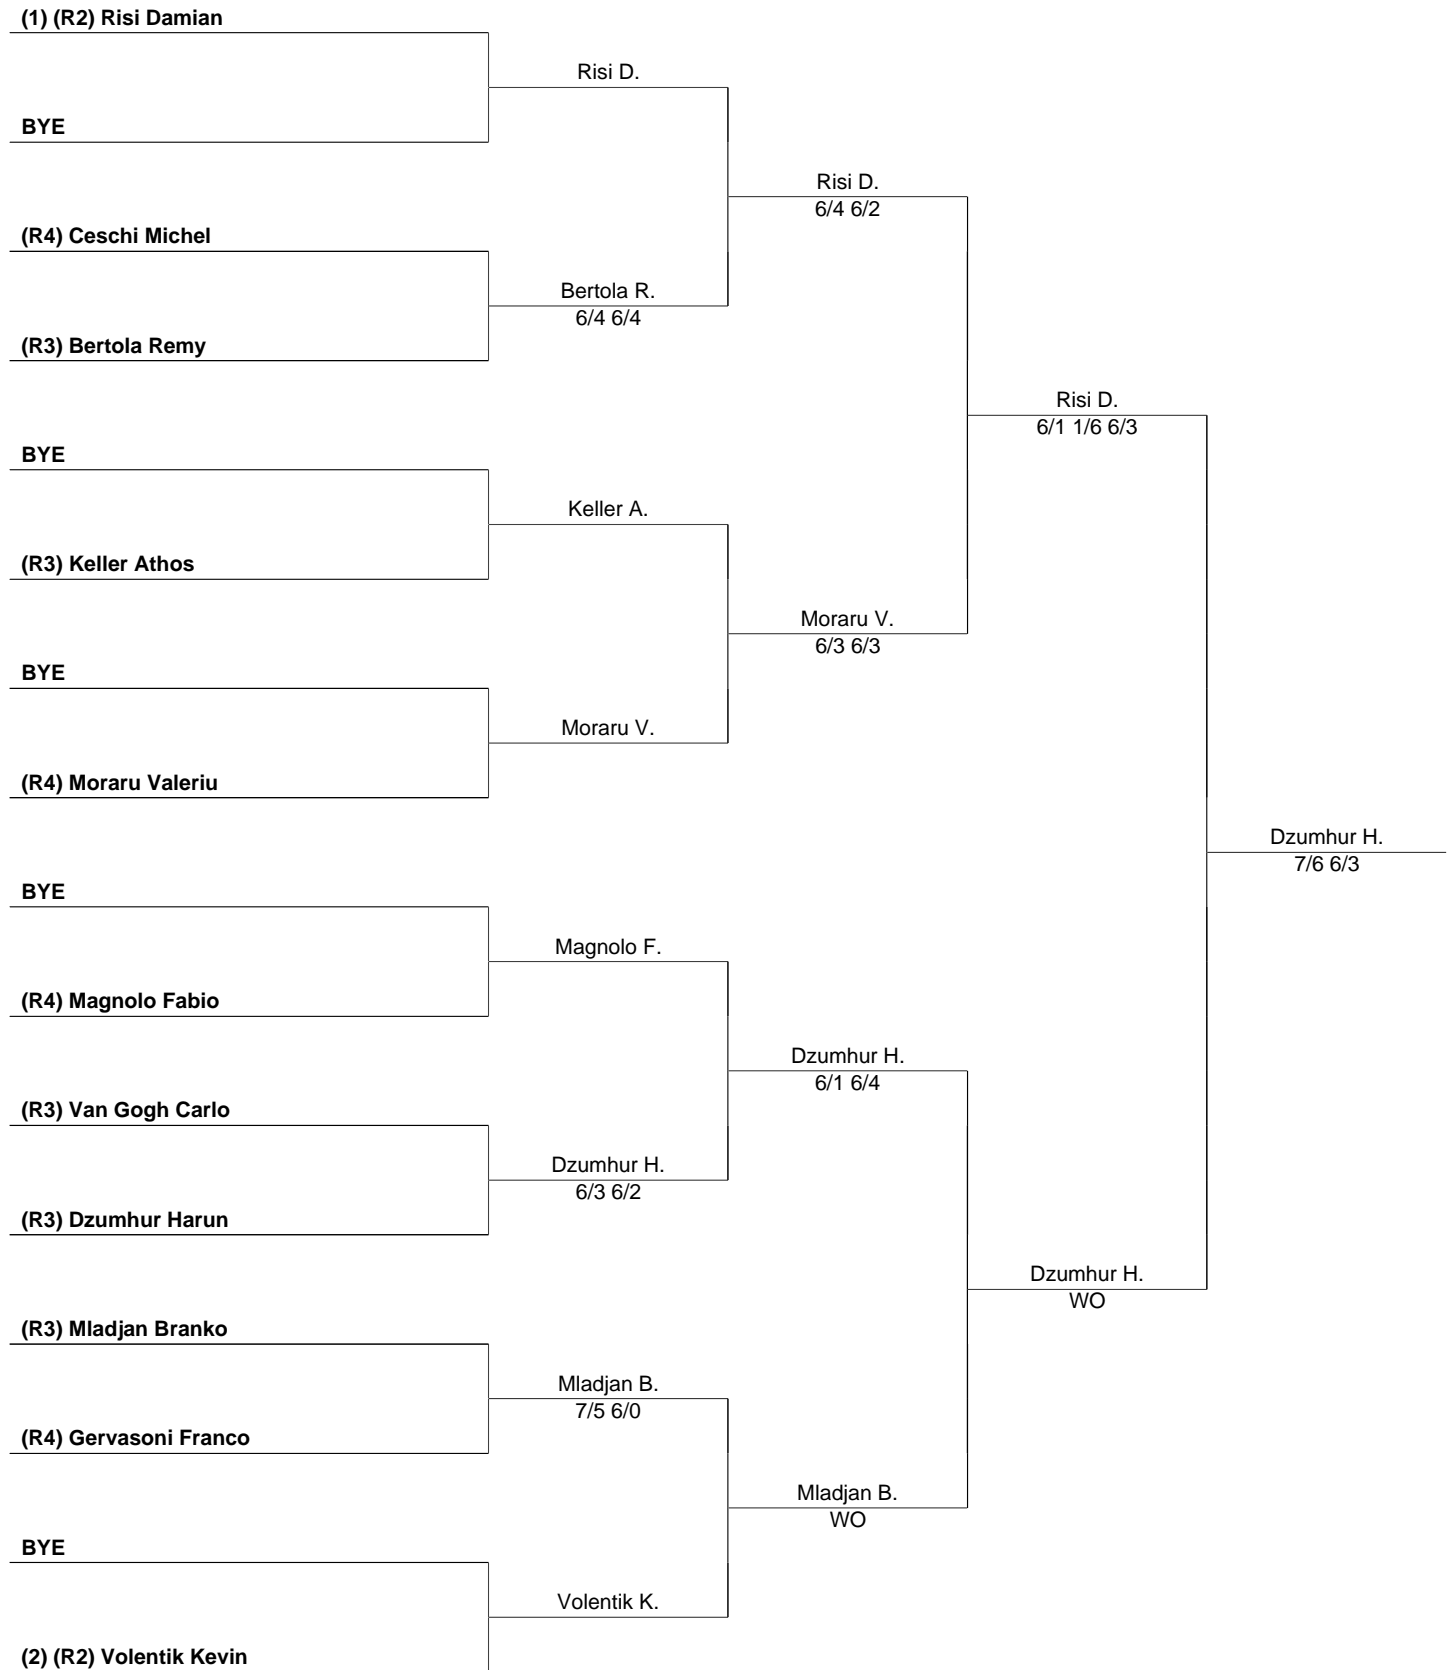 (1) (R2) Risi Damian
Risi D.
BYE
Risi D.
6/4 6/2
(R4) Ceschi Michel
Bertola R.
6/4 6/4
(R3) Bertola Remy
Risi D.
6/1 1/6 6/3
BYE
Keller A.
(R3) Keller Athos
Moraru V.
6/3 6/3
BYE
Moraru V.
(R4) Moraru Valeriu
Dzumhur H.
7/6 6/3
BYE
Magnolo F.
(R4) Magnolo Fabio
Dzumhur H.
6/1 6/4
(R3) Van Gogh Carlo
Dzumhur H.
6/3 6/2
(R3) Dzumhur Harun
Dzumhur H.
WO
(R3) Mladjan Branko
Mladjan B.
7/5 6/0
(R4) Gervasoni Franco
Mladjan B.
WO
BYE
Volentik K.
(2) (R2) Volentik Kevin